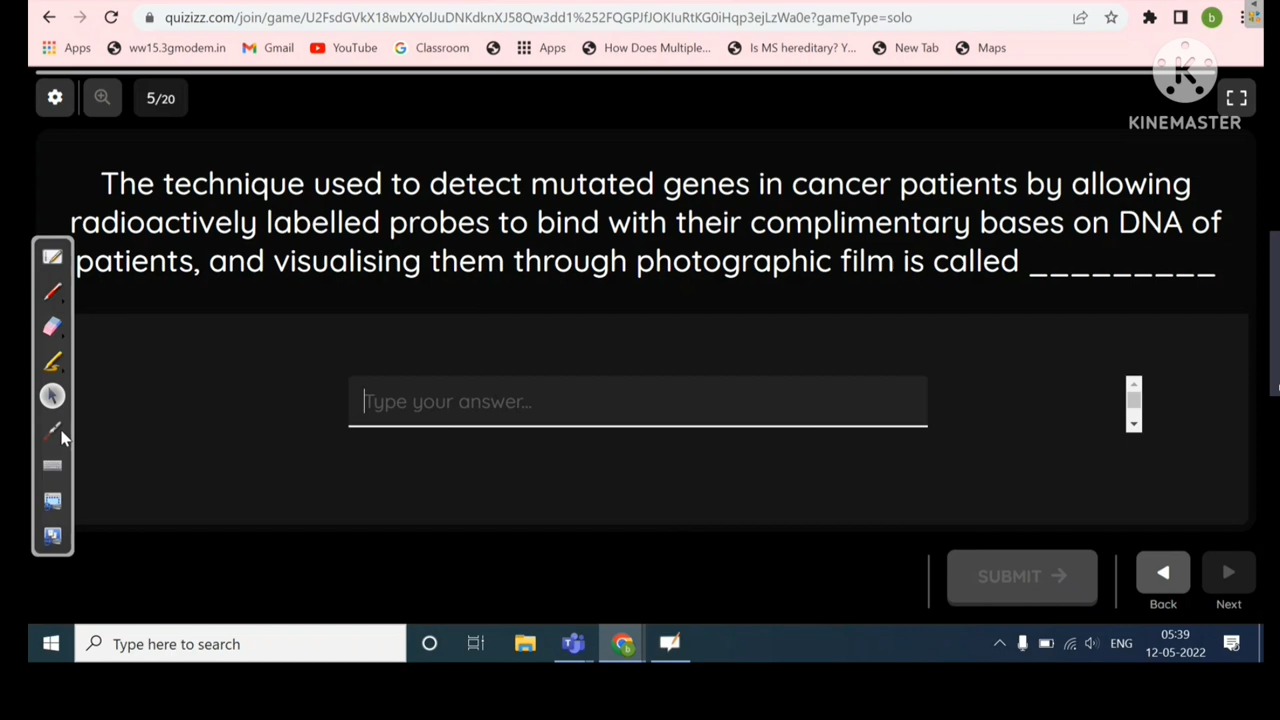 quizizz.com/join/game/U2FsdGVkX18wbXYolJuDNKdknXJ58Qw3dd1%252FQGPJfJOKIuRtKG0iHqp3ejLzWa0e?gameType=solo
b
Apps ww15.3gmodem.in Gmail YouTube Classroom Apps How Does Multiple... Is MS hereditary? Y... New Tab Maps
5/20
K
KINEMASTER
The technique used to detect mutated genes in cancer patients by allowing
radioactively labelled probes to bind with their complimentary bases on DNA of
patients, and visualising them through photographic film is called _________
Type your answer...
SUBMIT
Back Next
Type here to search
b
ENG
05:39
12-05-2022